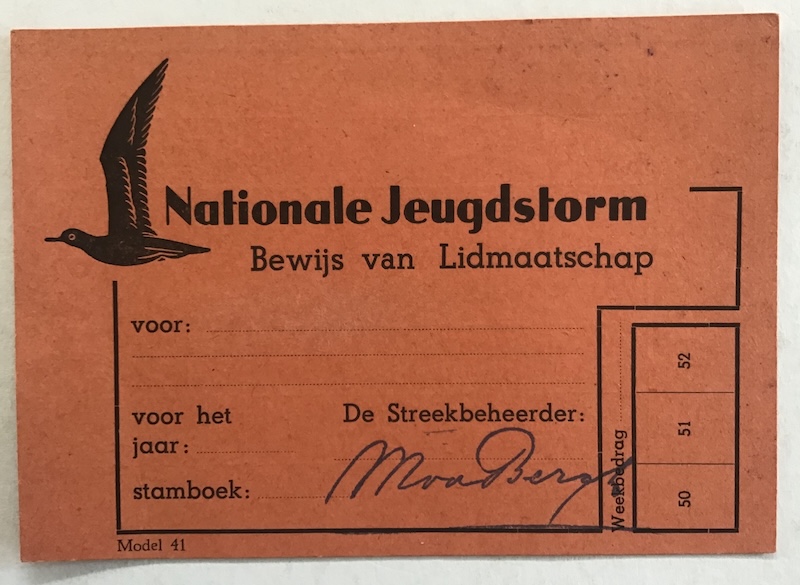 Nationale Jeugdstorm
Bewijs van Lidmaatschap
voor:
voor het
jaar:
De Streekbeheerder:
stamboek:
Weekbedrag
52
51
50
Model 41